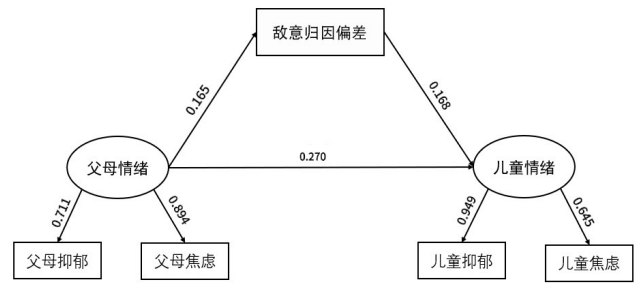 敌意归因偏差
0.165
0.168
0.270
父母情绪
儿童情绪
0.711
0.894
0.949
0.645
父母抑郁
父母焦虑
儿童抑郁
儿童焦虑